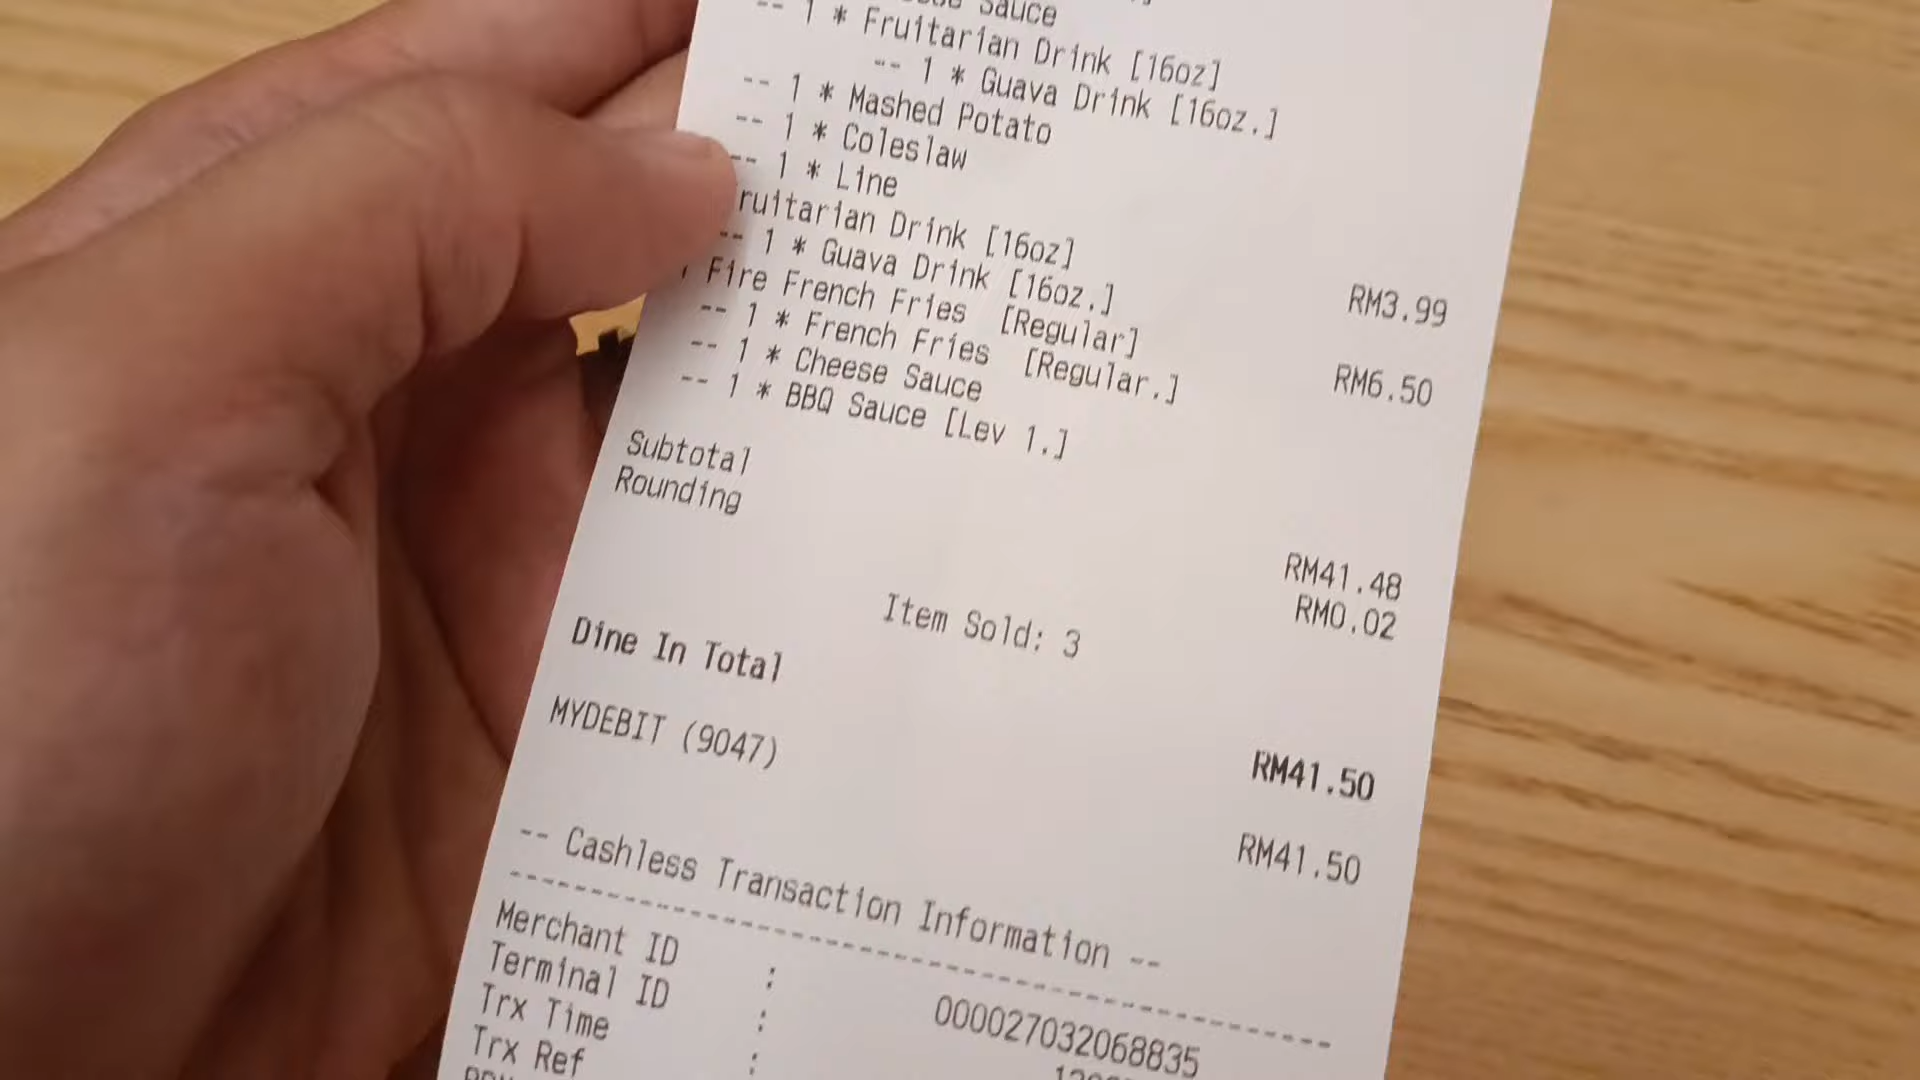 Sauce
-- 1 * Fruitarian Drink [16oz]
-- 1 * Guava Drink [16oz.]
-- 1 * Mashed Potato
-- 1 * Coleslaw
-- 1 * Line
ruitarian Drink [16oz] RM3.99
-- 1 * Guava Drink [16oz.]
Fire French Fries [Regular] RM6.50
-- 1 * French Fries [Regular.]
-- 1 * Cheese Sauce
-- 1 * BBQ Sauce [Lev 1.]
Subtotal RM41.48
Rounding RM0.02
Item Sold: 3
Dine In Total RM41.50
MYDEBIT (9047) RM41.50
-- Cashless Transaction Information --
Merchant ID : 000027032068835
Terminal ID :
Trx Time :
Trx Ref